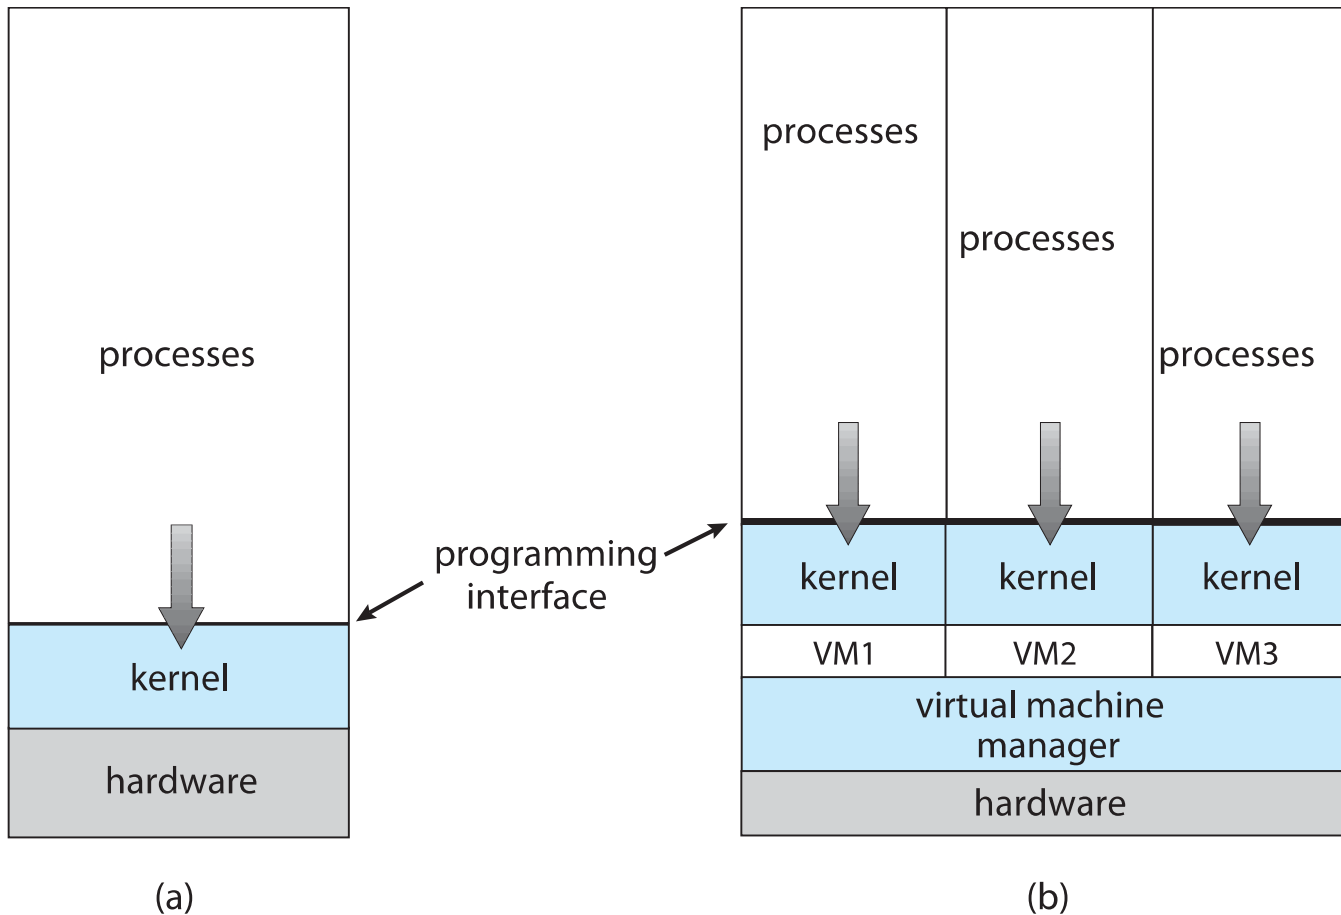 processes
kernel
hardware
(a)
programming
interface
processes
processes
processes
kernel
kernel
kernel
VM1
VM2
VM3
virtual machine
manager
hardware
(b)